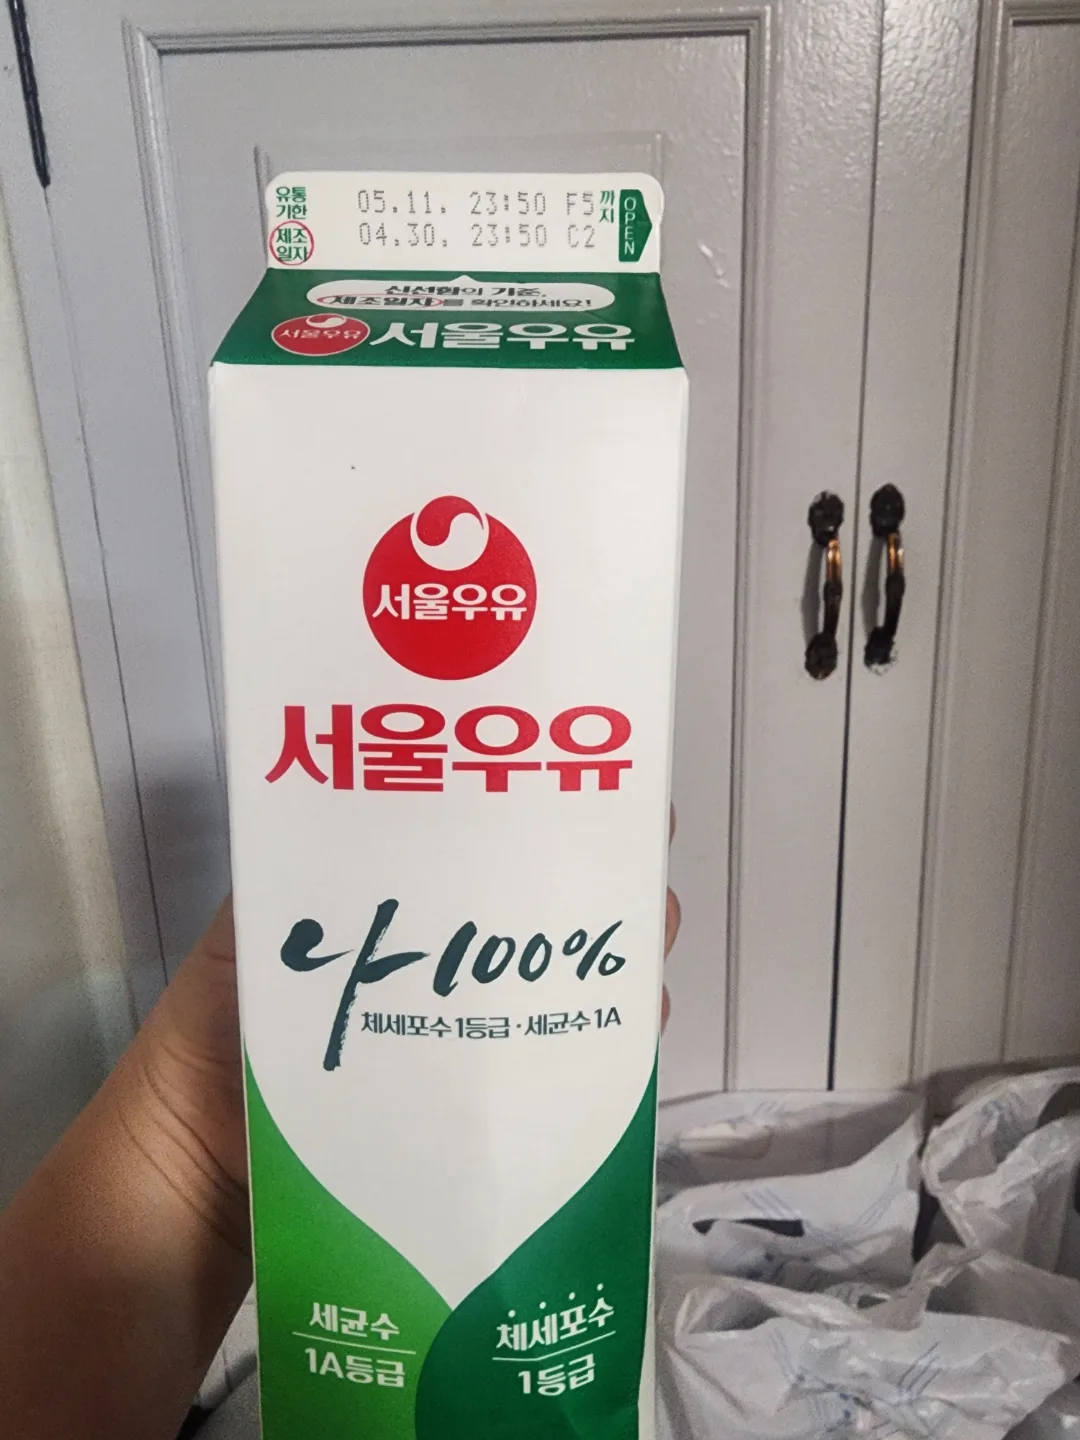 유통기한 05.11. 23:50 F5 까지
제조일자 04.30. 23:50 C2
OPEN
신선함의 기준,
제조일자를 확인하세요!
서울우유 서울우유
서울우유
서울우유
나100%
체세포수1등급·세균수1A
세균수
1A등급
체세포수
1등급